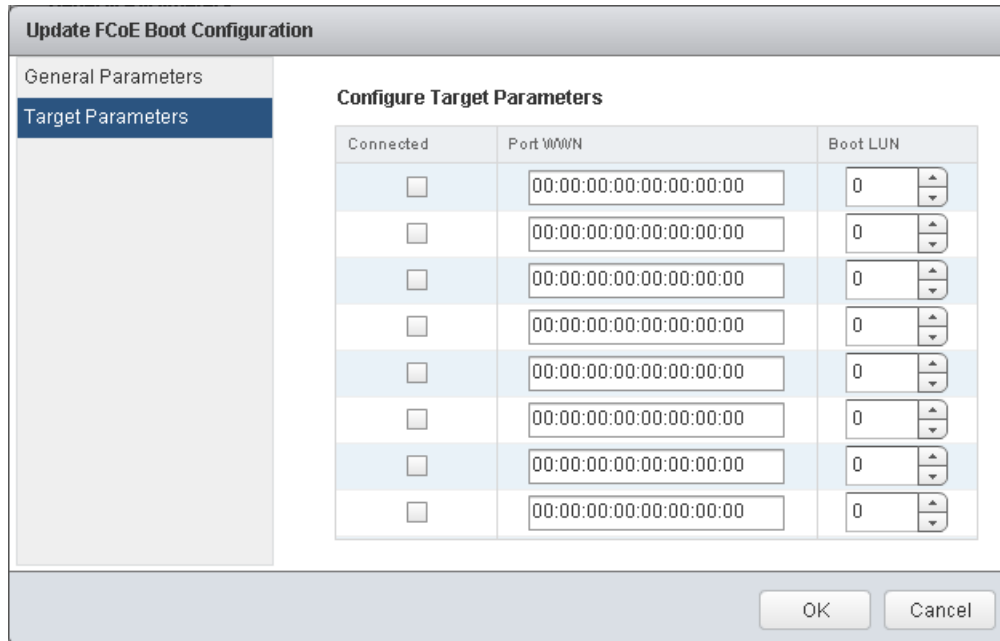 Update FCoE Boot Configuration
General Parameters
Target Parameters
Configure Target Parameters
Connected Port WWN Boot LUN
00:00:00:00:00:00:00:00 0
00:00:00:00:00:00:00:00 0
00:00:00:00:00:00:00:00 0
00:00:00:00:00:00:00:00 0
00:00:00:00:00:00:00:00 0
00:00:00:00:00:00:00:00 0
00:00:00:00:00:00:00:00 0
00:00:00:00:00:00:00:00 0
OK Cancel